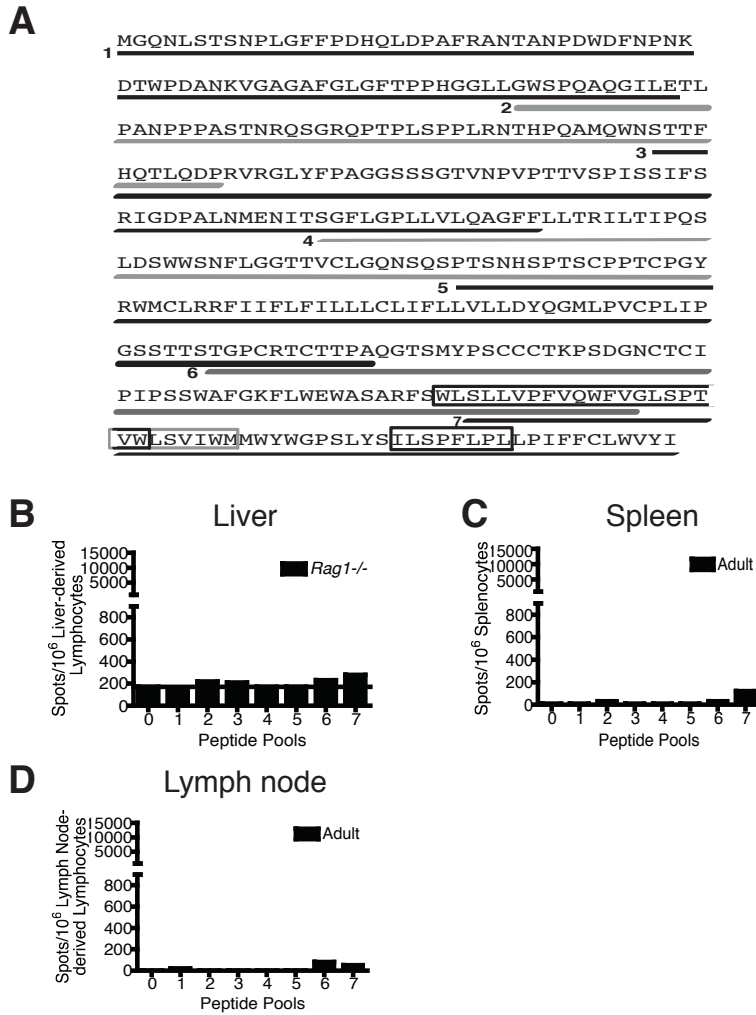 A
MGQNLSTSNPLGFFPDHQLDPAFRANTANPDWDFNPNK
1
DTWPDANKVGAGAFGLGFTPPHGGLLGWSPQAQGILETL
2
PANPPPASTNRQSGRQPTPLSPPLRNTHPQAMQWNSTTF
3
HQTLQDPRVRGLYFPAGGSSSGTVNPVPTTVSPISSIFS
RIGDPALNMENITSGFLGPLLVLQAGFFLLTRILTIPQS
4
LDSWWSNFLGGTTVCLGQNSQSPTSNHSPTSCPPTCPGY
5
RWMCLRRFIIFLFILLLCLIFLLVLLDYQGMLPVCPLIP
GSSTTSTGPCRTCTTPAQGTSMYPSCCCTKPSDGNCTCI
6
PIPSSWAFGKFLWEWASARFSWLSLLVPFVQWFVGLSPT
7
VWLSVIWMMWYWGPSLYSILSPFLPLLPIFFCLWVYI
B
Liver
Spots/10⁶ Liver-derived
Lymphocytes
15000
10000
5000
800
600
400
200
0
Rag1-/-
0 1 2 3 4 5 6 7
Peptide Pools
C
Spleen
Spots/10⁶ Splenocytes
15000
10000
5000
800
600
400
200
0
Adult
0 1 2 3 4 5 6 7
Peptide Pools
D
Lymph node
Spots/10⁶ Lymph Node-
derived Lymphocytes
15000
10000
5000
800
600
400
200
0
Adult
0 1 2 3 4 5 6 7
Peptide Pools